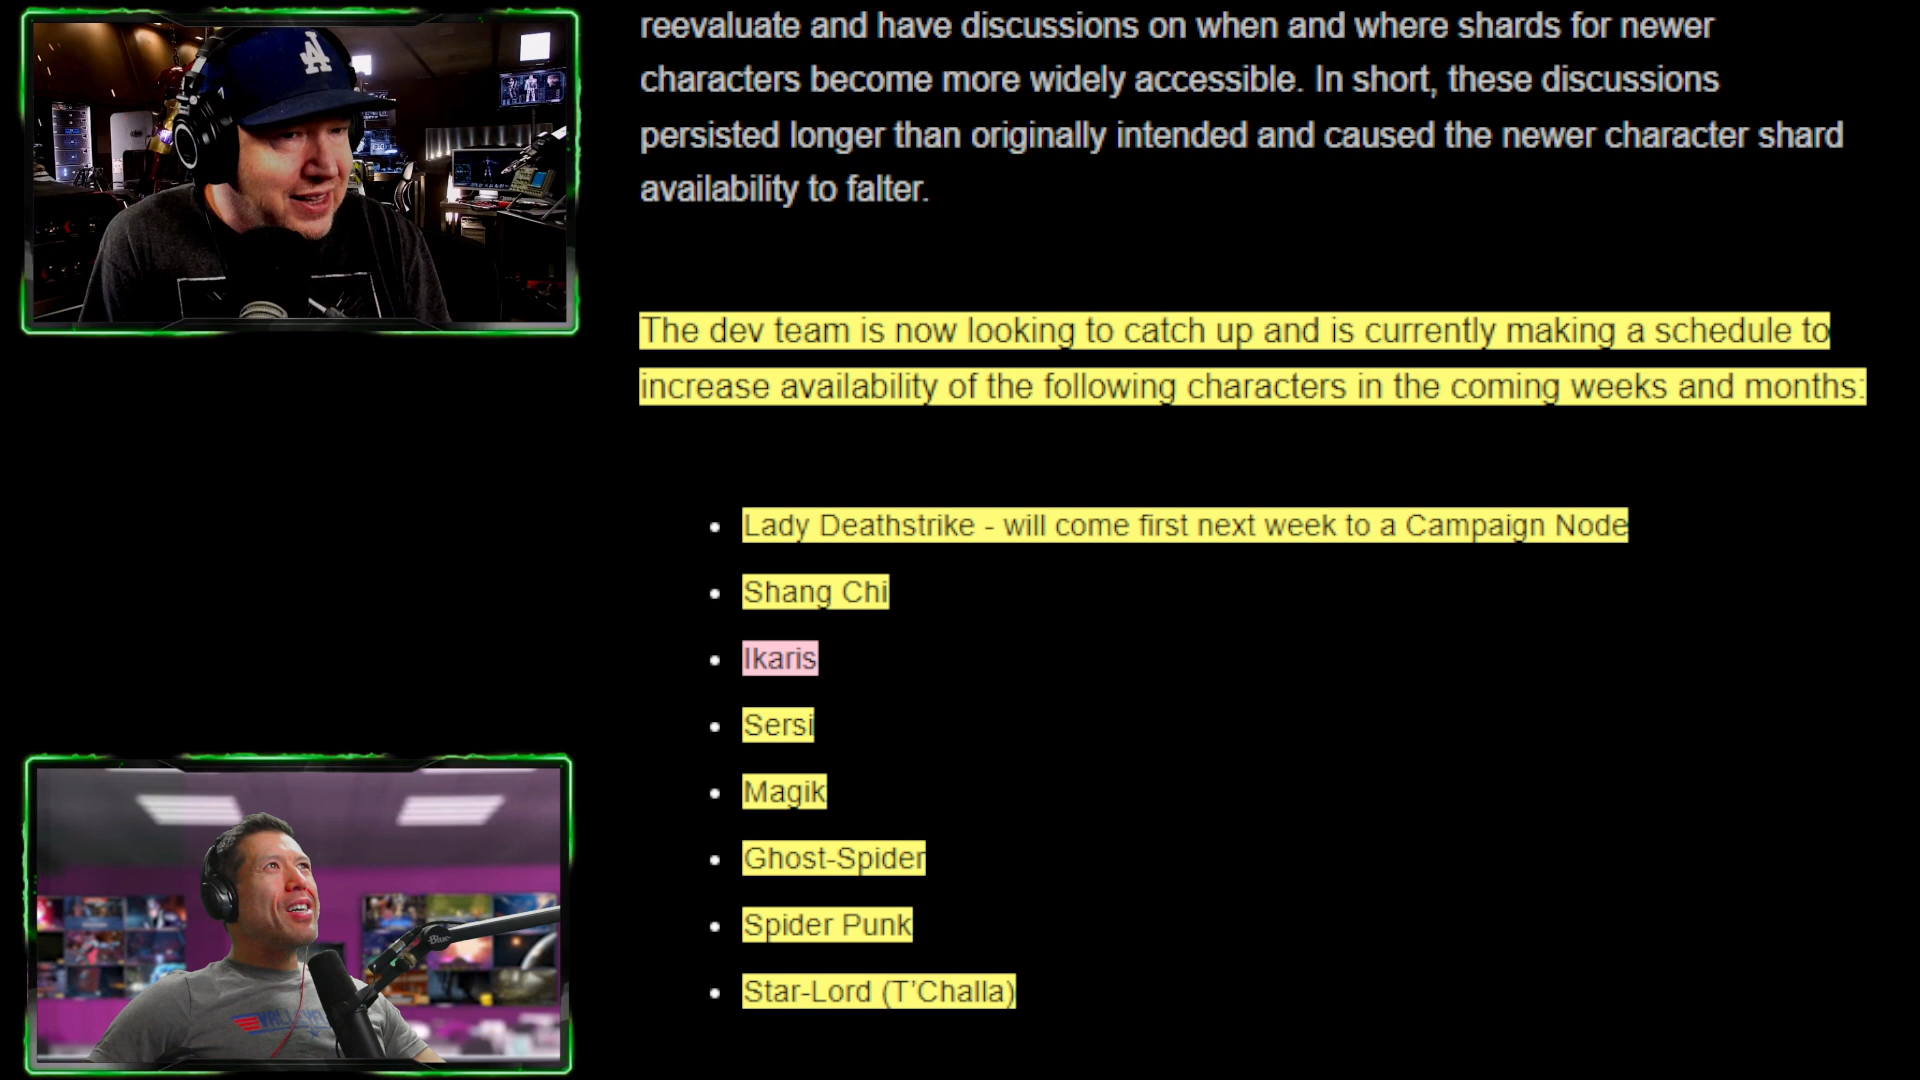 reevaluate and have discussions on when and where shards for newer
characters become more widely accessible. In short, these discussions
persisted longer than originally intended and caused the newer character shard
availability to falter.
The dev team is now looking to catch up and is currently making a schedule to
increase availability of the following characters in the coming weeks and months:
Lady Deathstrike - will come first next week to a Campaign Node
Shang Chi
Ikaris
Sersi
Magik
Ghost-Spider
Spider Punk
Star-Lord (T'Challa)
LA
Blue